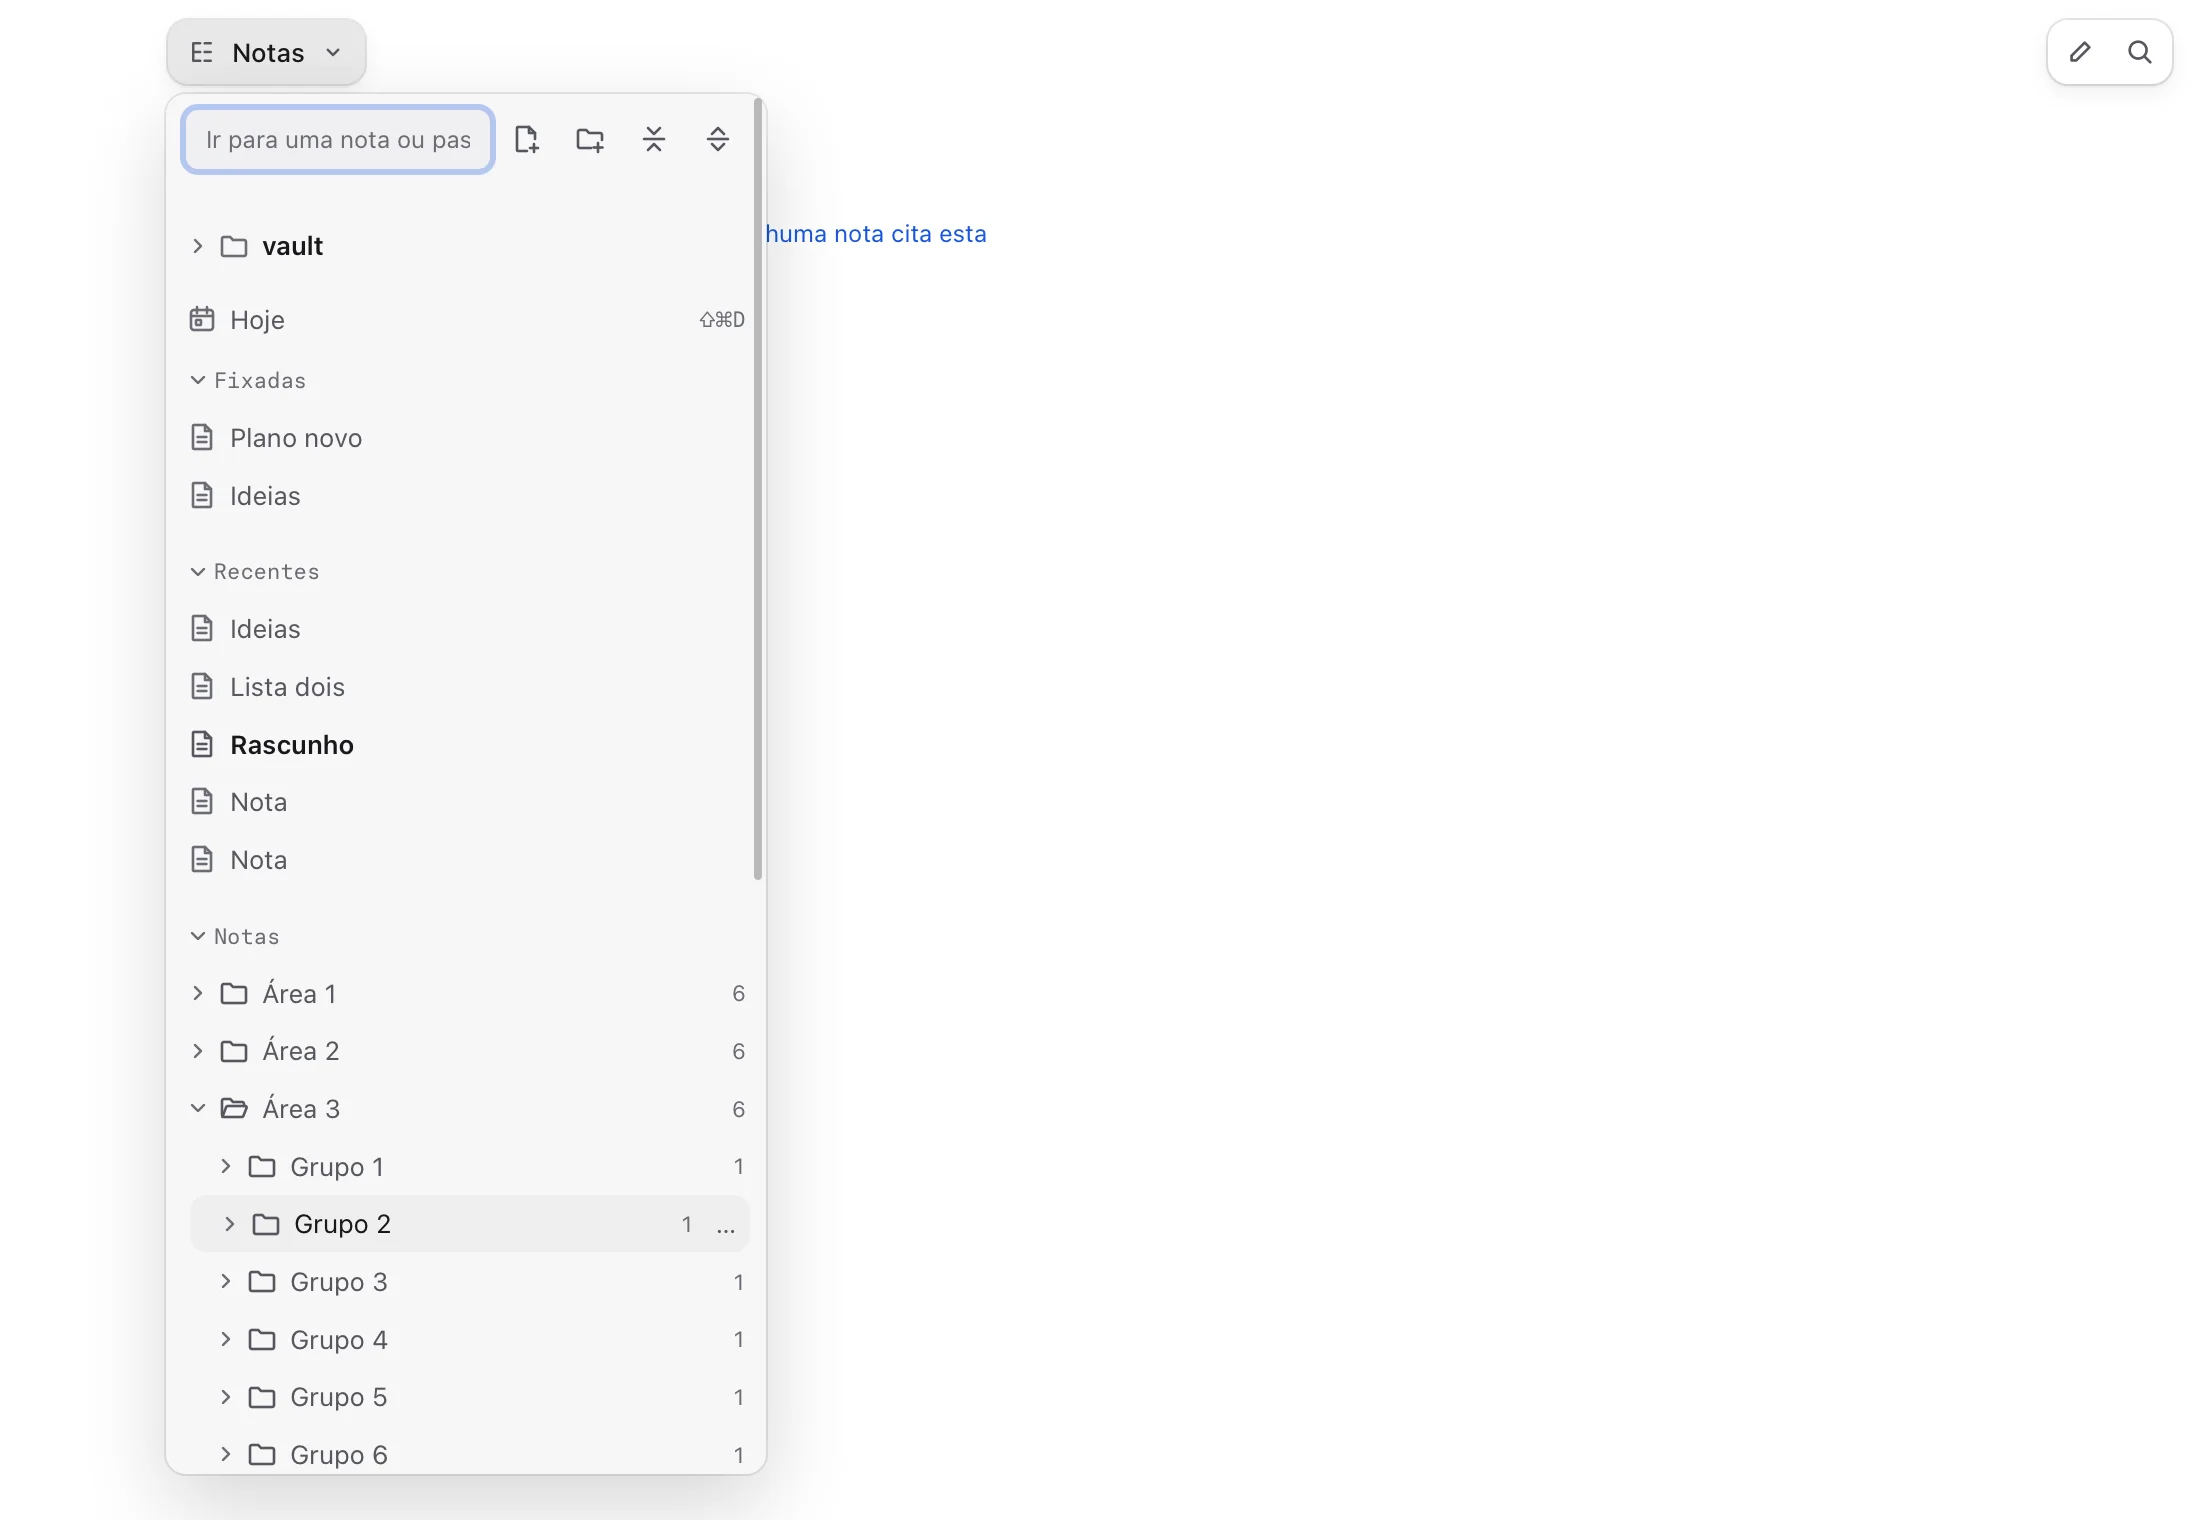 Notas
Ir para uma nota ou pas
vault
huma nota cita esta
Hoje ⇧⌘D
Fixadas
Plano novo
Ideias
Recentes
Ideias
Lista dois
Rascunho
Nota
Nota
Notas
Área 1 6
Área 2 6
Área 3 6
Grupo 1 1
Grupo 2 1 ...
Grupo 3 1
Grupo 4 1
Grupo 5 1
Grupo 6 1